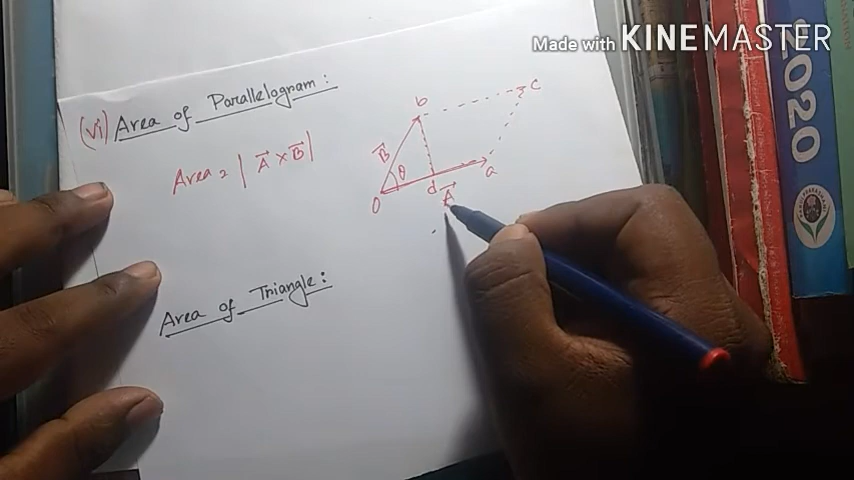 Made with KINEMASTER
2020
(vi) Area of Parallelogram:
Area = | A⃗ × B⃗ |
b
c
B⃗
θ
a
d
A⃗
O
Area of Triangle: